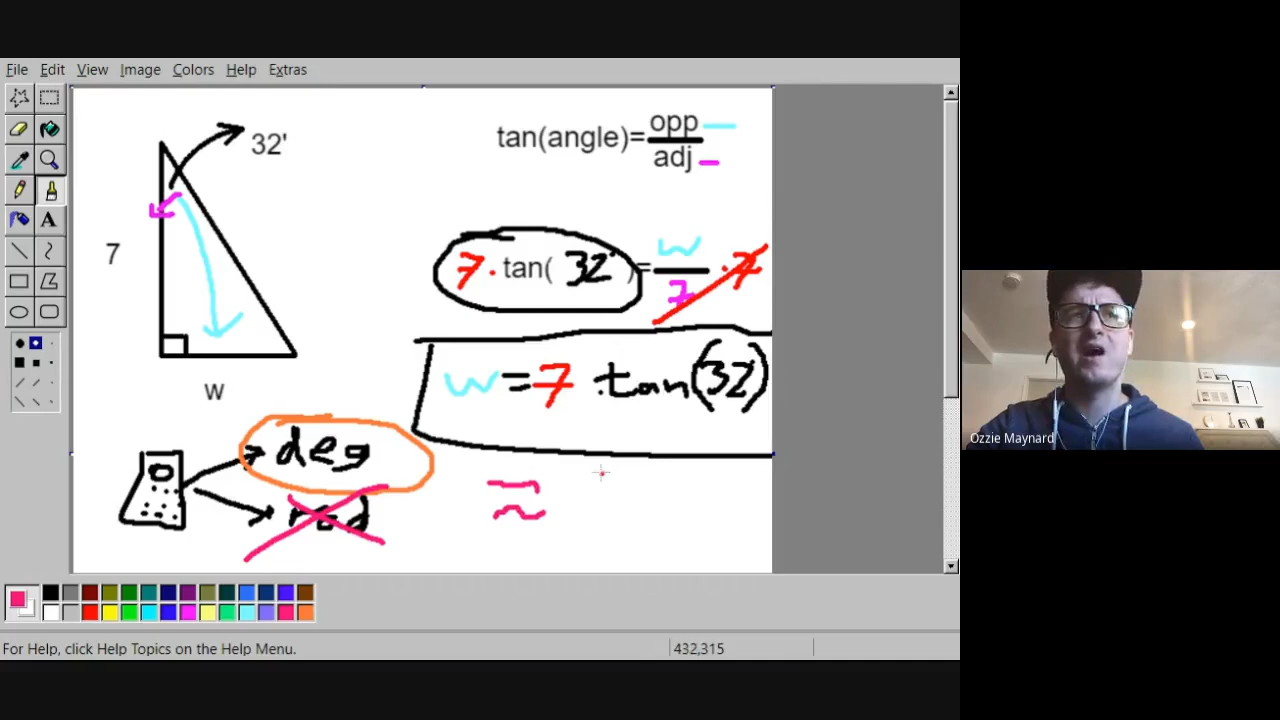 File Edit View Image Colors Help Extras
32'
tan(angle)=opp/adj
7
7 · tan( 32° )= w/7 · 7
w = 7 · tan(32)
w
deg
rad
≈
Ozzie Maynard
For Help, click Help Topics on the Help Menu.
432,315